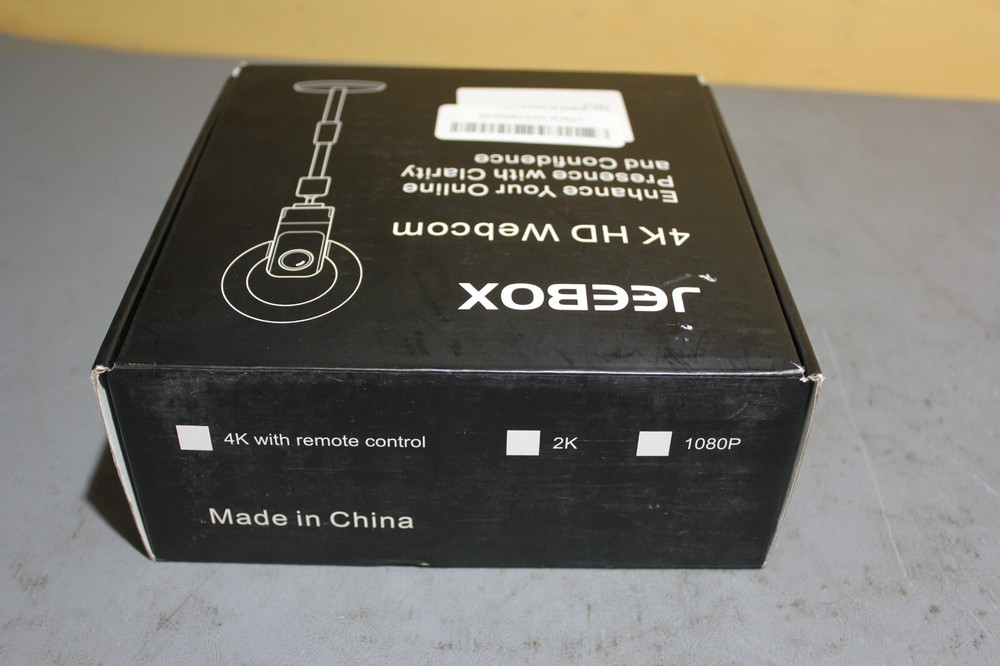 JEEBOX
4K HD Webcom
Enhance Your Online
Presence with Clarity
and Confidence
4K with remote control
2K
1080P
Made in China